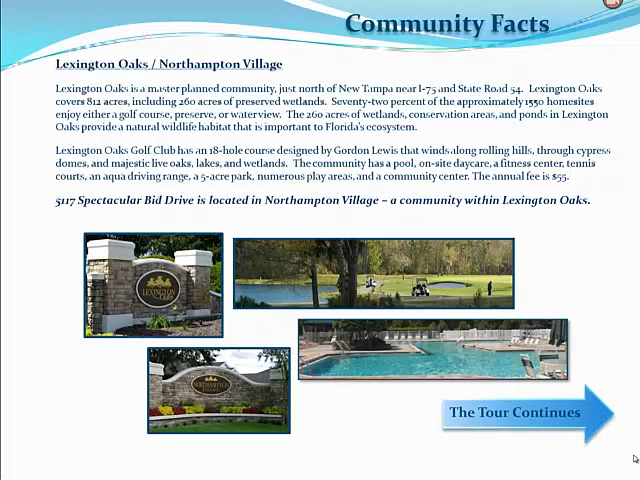 Community Facts
Lexington Oaks / Northampton Village
Lexington Oaks is a master planned community, just north of New Tampa near I-75 and State Road 54. Lexington Oaks
covers 812 acres, including 260 acres of preserved wetlands. Seventy-two percent of the approximately 1550 homesites
enjoy either a golf course, preserve, or water view. The 260 acres of wetlands, conservation areas, and ponds in Lexington
Oaks provide a natural wildlife habitat that is important to Florida's ecosystem.
Lexington Oaks Golf Club has an 18-hole course designed by Gordon Lewis that winds along rolling hills, through cypress
domes, and majestic live oaks, lakes, and wetlands. The community has a pool, on-site daycare, a fitness center, tennis
courts, an aqua driving range, a 5-acre park, numerous play areas, and a community center. The annual fee is $55.
5117 Spectacular Bid Drive is located in Northampton Village – a community within Lexington Oaks.
LEXINGTON
OAKS
NORTHAMPTON
The Tour Continues